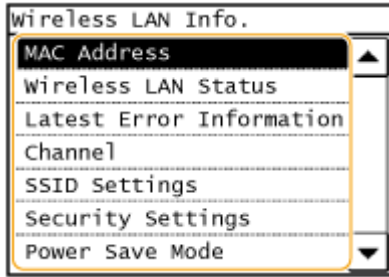 Wireless LAN Info.
MAC Address
Wireless LAN Status
Latest Error Information
Channel
SSID Settings
Security Settings
Power Save Mode